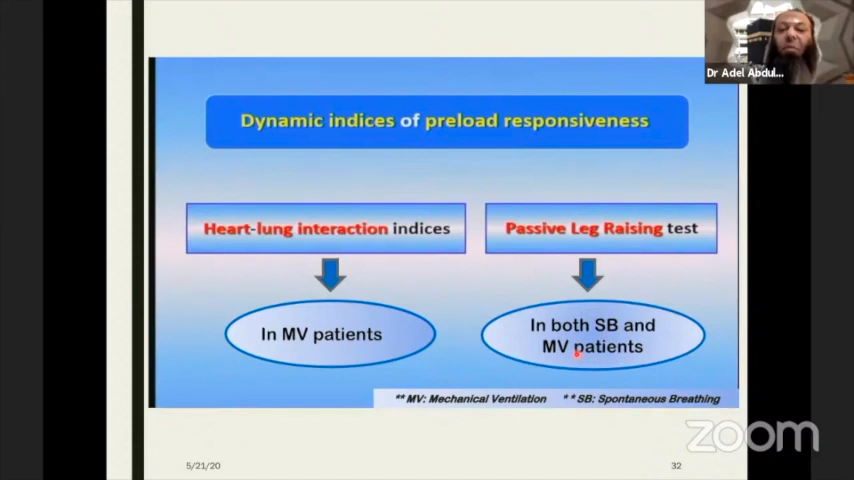 Dr Adel Abdul...
Dynamic indices of preload responsiveness
Heart-lung interaction indices
Passive Leg Raising test
In MV patients
In both SB and
MV patients
**MV: Mechanical Ventilation **SB: Spontaneous Breathing
zoom
5/21/20
32